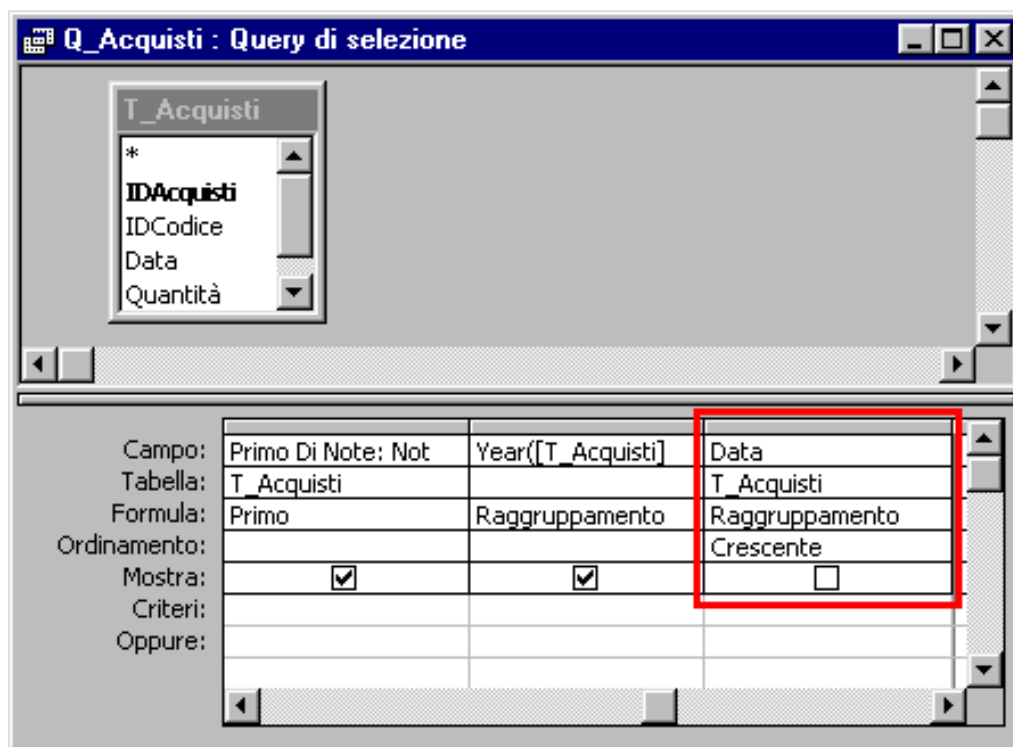 Q_Acquisti : Query di selezione
T_Acquisti
*
IDAcquisti
IDCodice
Data
Quantità
Campo: Primo Di Note: Not Year([T_Acquisti] Data
Tabella: T_Acquisti T_Acquisti
Formula: Primo Raggruppamento Raggruppamento
Ordinamento: Crescente
Mostra:
Criteri:
Oppure: